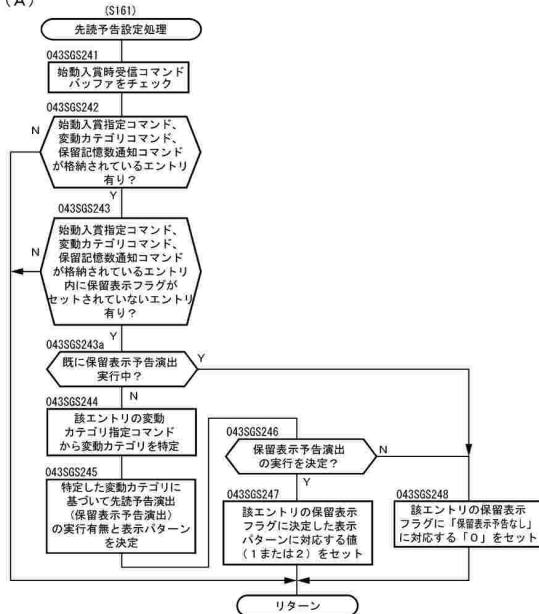 (A)
(S161)
先読予告設定処理
043SGS241
始動入賞時受信コマンド
バッファをチェック
043SGS242
始動入賞指定コマンド、
変動カテゴリコマンド、
保留記憶数通知コマンド
が格納されているエントリ
有り？
N
Y
043SGS243
始動入賞指定コマンド、
変動カテゴリコマンド、
保留記憶数通知コマンド
が格納されているエントリ
内に保留表示フラグが
セットされていないエントリ
有り？
N
Y
043SGS243a
既に保留表示予告演出
実行中？
Y
N
043SGS244
該エントリの変動
カテゴリ指定コマンド
から変動カテゴリを特定
043SGS245
特定した変動カテゴリに
基づいて先読予告演出
(保留表示予告演出)
の実行有無と表示パターン
を決定
043SGS246
保留表示予告演出
の実行を決定？
N
Y
043SGS247
該エントリの保留表示
フラグに決定した表示
パターンに対応する値
(１または２)をセット
043SGS248
該エントリの保留表示
フラグに「保留表示予告なし」
に対応する「０」をセット
リターン